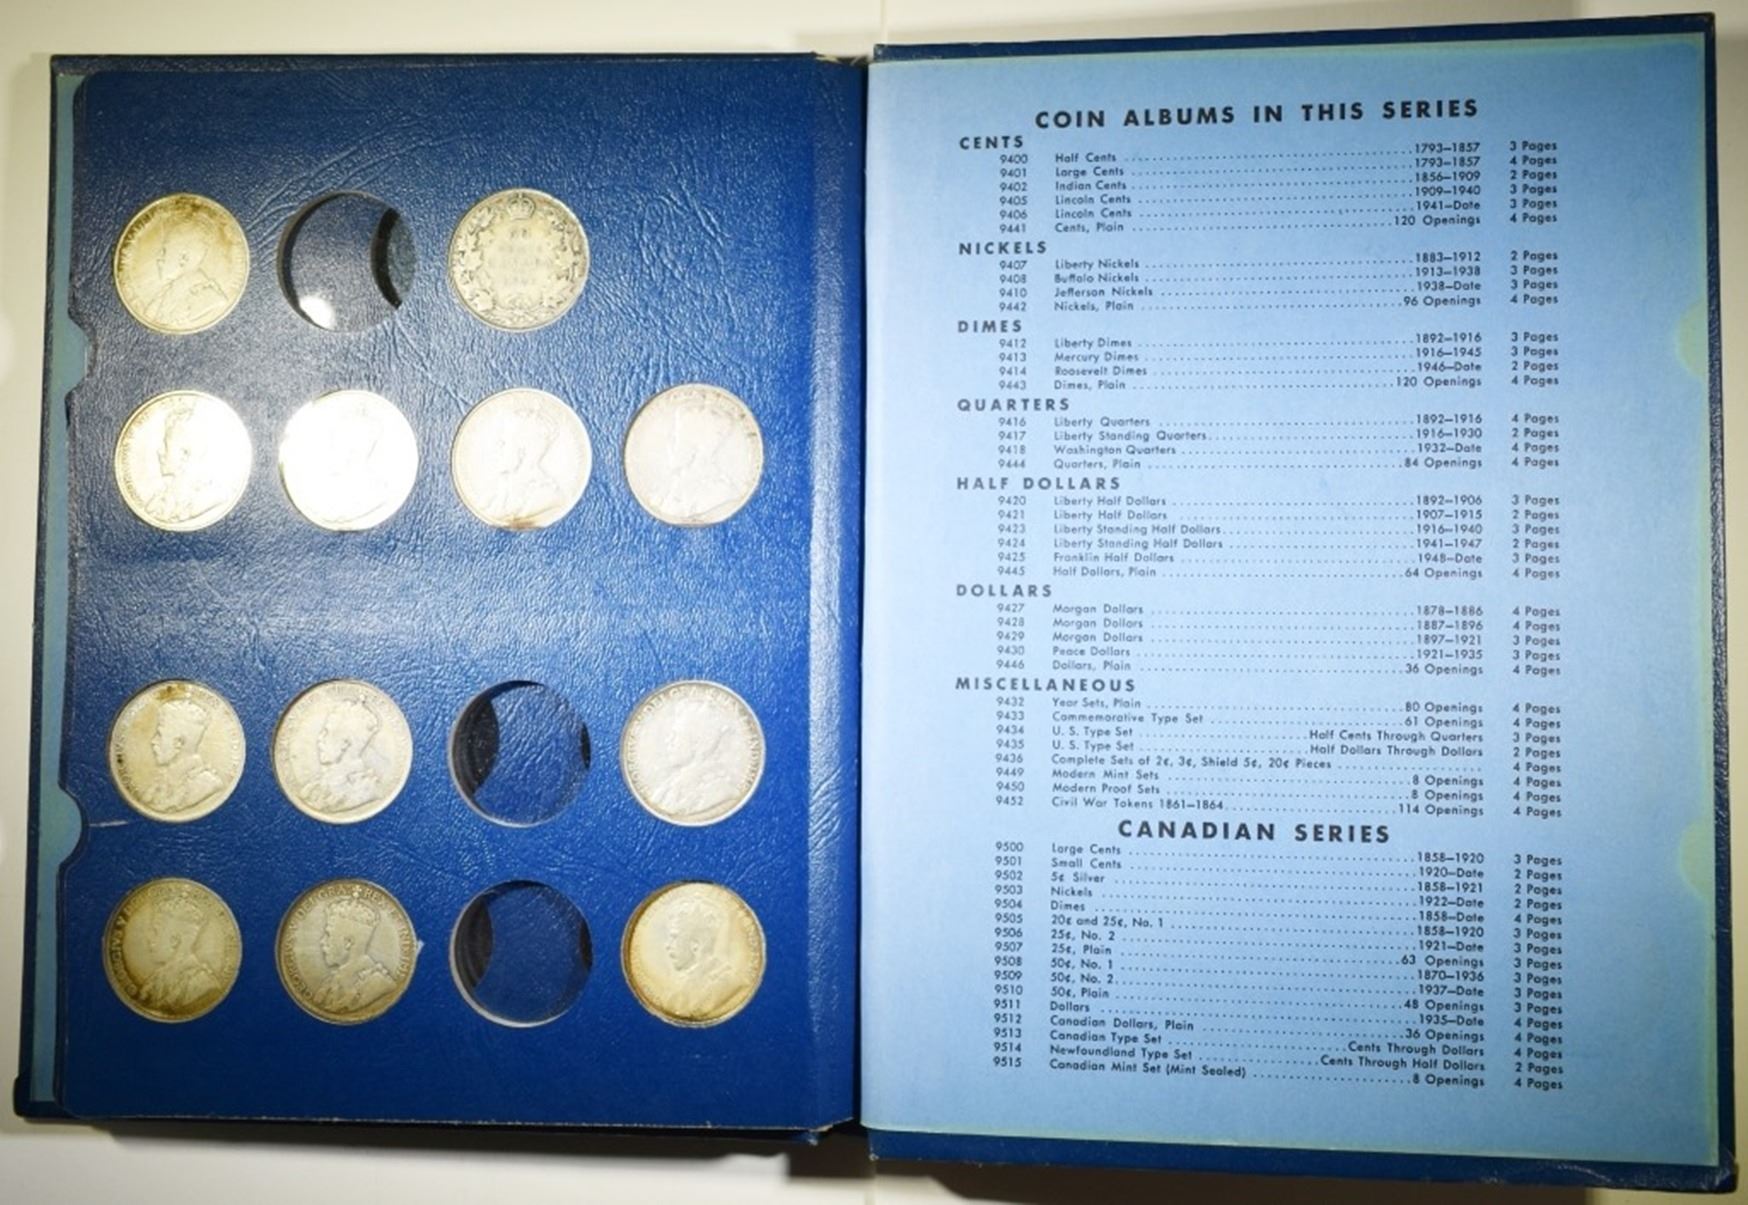 COIN ALBUMS IN THIS SERIES
CENTS
9400 Half Cents 1793–1857 3 Pages
9401 Large Cents 1793–1857 4 Pages
9402 Indian Cents 1856–1909 2 Pages
9405 Lincoln Cents 1909–1940 3 Pages
9406 Lincoln Cents 1941–Date 3 Pages
9441 Cents, Plain 120 Openings 4 Pages
NICKELS
9407 Liberty Nickels 1883–1912 2 Pages
9408 Buffalo Nickels 1913–1938 3 Pages
9410 Jefferson Nickels 1938–Date 3 Pages
9442 Nickels, Plain 96 Openings 4 Pages
DIMES
9412 Liberty Dimes 1892–1916 3 Pages
9413 Mercury Dimes 1916–1945 3 Pages
9414 Roosevelt Dimes 1946–Date 2 Pages
9443 Dimes, Plain 120 Openings 4 Pages
QUARTERS
9416 Liberty Quarters 1892–1916 4 Pages
9417 Liberty Standing Quarters 1916–1930 2 Pages
9418 Washington Quarters 1932–Date 4 Pages
9444 Quarters, Plain 84 Openings 4 Pages
HALF DOLLARS
9420 Liberty Half Dollars 1892–1906 3 Pages
9421 Liberty Half Dollars 1907–1915 2 Pages
9423 Liberty Standing Half Dollars 1916–1940 3 Pages
9424 Liberty Standing Half Dollars 1941–1947 2 Pages
9425 Franklin Half Dollars 1948–Date 3 Pages
9445 Half Dollars, Plain 64 Openings 4 Pages
DOLLARS
9427 Morgan Dollars 1878–1886 4 Pages
9428 Morgan Dollars 1887–1896 4 Pages
9429 Morgan Dollars 1897–1921 3 Pages
9430 Peace Dollars 1921–1935 3 Pages
9446 Dollars, Plain 36 Openings 4 Pages
MISCELLANEOUS
9432 Year Sets, Plain 80 Openings 4 Pages
9433 Commemorative Type Set 61 Openings 4 Pages
9434 U. S. Type Set Half Cents Through Quarters 3 Pages
9435 U. S. Type Set Half Dollars Through Dollars 2 Pages
9436 Complete Sets of 2¢, 3¢, Shield 5¢, 20¢ Pieces 4 Pages
9449 Modern Mint Sets 8 Openings 4 Pages
9450 Modern Proof Sets 8 Openings 4 Pages
9452 Civil War Tokens 1861–1864 114 Openings 4 Pages
CANADIAN SERIES
9500 Large Cents 1858–1920 3 Pages
9501 Small Cents 1920–Date 2 Pages
9502 5¢ Silver 1858–1921 2 Pages
9503 Nickels 1922–Date 2 Pages
9504 Dimes 1858–Date 4 Pages
9505 20¢ and 25¢, No. 1 1858–1920 3 Pages
9506 25¢, No. 2 1921–Date 3 Pages
9507 25¢, Plain 63 Openings 3 Pages
9508 50¢, No. 1 1870–1936 3 Pages
9509 50¢, No. 2 1937–Date 3 Pages
9510 50¢, Plain 48 Openings 3 Pages
9511 Dollars 1935–Date 4 Pages
9512 Canadian Dollars, Plain 36 Openings 4 Pages
9513 Canadian Type Set Cents Through Dollars 4 Pages
9514 Newfoundland Type Set Cents Through Half Dollars 2 Pages
9515 Canadian Mint Set (Mint Sealed) 8 Openings 4 Pages